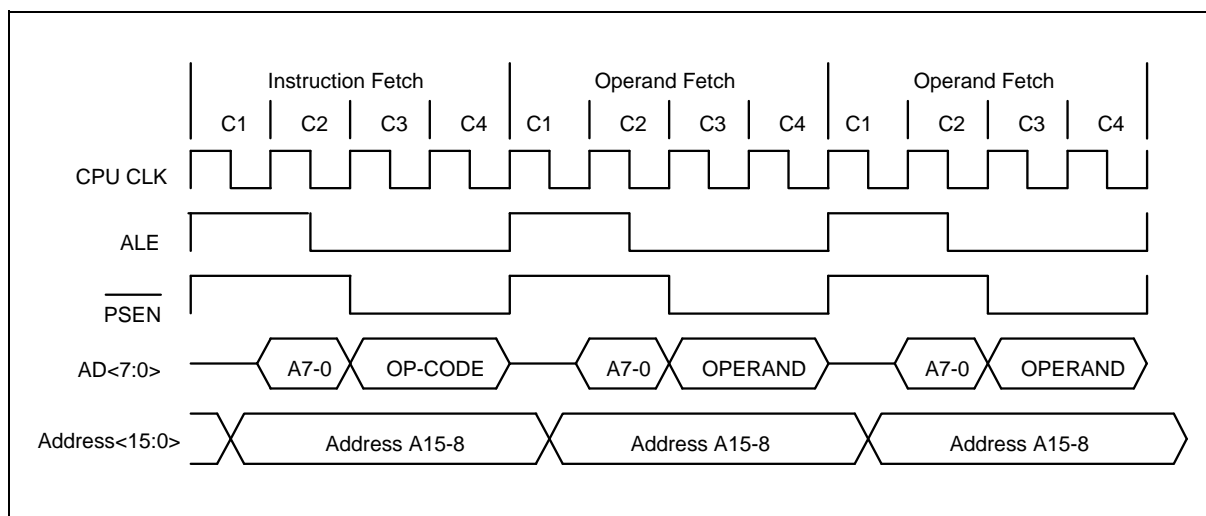 Instruction Fetch Operand Fetch Operand Fetch
C1 C2 C3 C4 C1 C2 C3 C4 C1 C2 C3 C4
CPU CLK
ALE
PSEN
AD<7:0> A7-0 OP-CODE A7-0 OPERAND A7-0 OPERAND
Address<15:0> Address A15-8 Address A15-8 Address A15-8